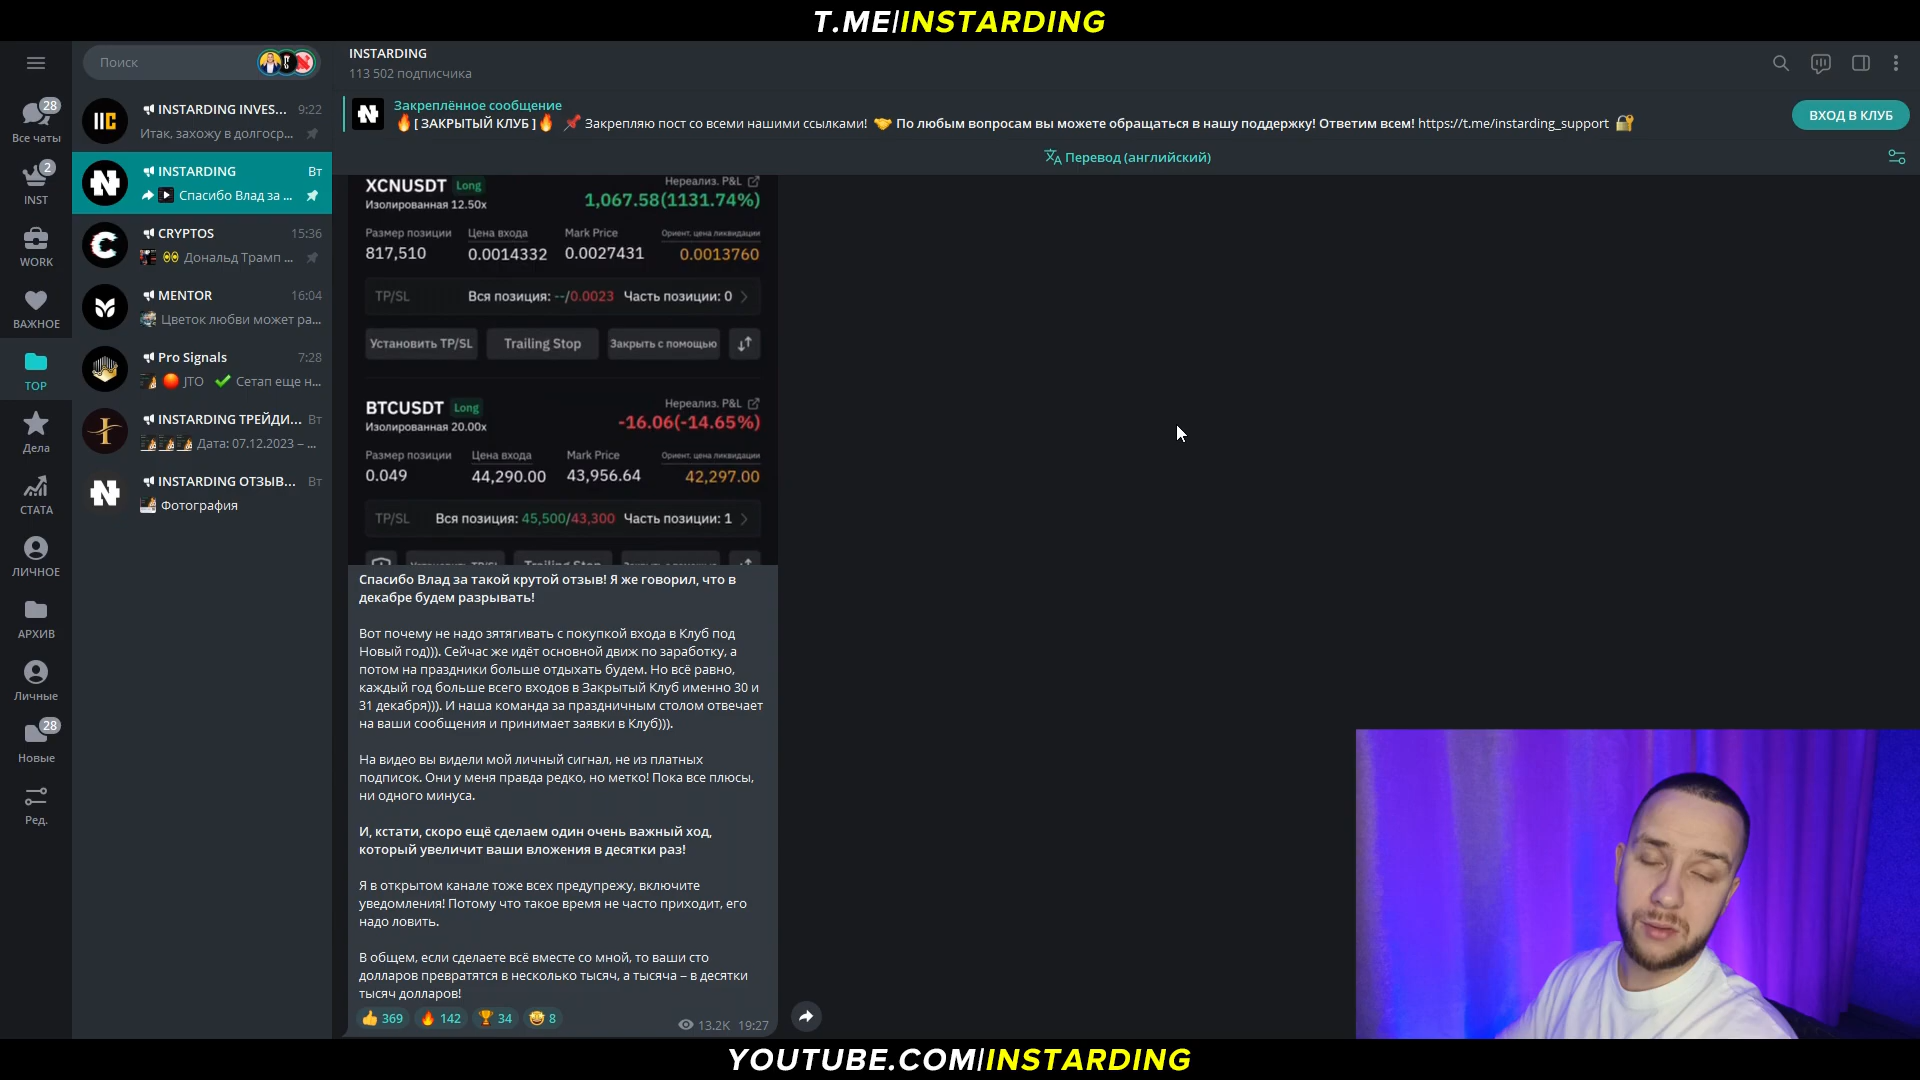 T.ME/INSTARDING
Поиск
INSTARDING
113 502 подписчика
Закреплённое сообщение
🔥[ ЗАКРЫТЫЙ КЛУБ ]🔥 📌 Закрепляю пост со всеми нашими ссылками! 🤝 По любым вопросам вы можете обращаться в нашу поддержку! Ответим всем! https://t.me/instarding_support 🔐
ВХОД В КЛУБ
Перевод (английский)
28
Все чаты
2
INST
WORK
ВАЖНОЕ
TOP
Дела
СТАТА
ЛИЧНОЕ
АРХИВ
Личные
28
Новые
Ред.
INSTARDING INVES... 9:22
Итак, захожу в долгоср...
INSTARDING Вт
Спасибо Влад за ...
CRYPTOS 15:36
👀 Дональд Трамп ...
MENTOR 16:04
Цветок любви может ра...
Pro Signals 7:28
🔴 JTO ✔ Сетап еще н...
INSTARDING ТРЕЙДИ... Вт
Дата: 07.12.2023 – ...
INSTARDING ОТЗЫВ... Вт
Фотография
XCNUSDT Long Нереализ. P&L
Изолированная 12.50x 1,067.58(1131.74%)
Размер позиции Цена входа Mark Price Ориент. цена ликвидации
817,510 0.0014332 0.0027431 0.0013760
TP/SL Вся позиция: --/0.0023 Часть позиции: 0
Установить TP/SL Trailing Stop Закрыть с помощью
BTCUSDT Long Нереализ. P&L
Изолированная 20.00x -16.06(-14.65%)
Размер позиции Цена входа Mark Price Ориент. цена ликвидации
0.049 44,290.00 43,956.64 42,297.00
TP/SL Вся позиция: 45,500/43,300 Часть позиции: 1
Спасибо Влад за такой крутой отзыв! Я же говорил, что в
декабре будем разрывать!
Вот почему не надо зятягивать с покупкой входа в Клуб под
Новый год))). Сейчас же идёт основной движ по заработку, а
потом на праздники больше отдыхать будем. Но всё равно,
каждый год больше всего входов в Закрытый Клуб именно 30 и
31 декабря))). И наша команда за праздничным столом отвечает
на ваши сообщения и принимает заявки в Клуб))).
На видео вы видели мой личный сигнал, не из платных
подписок. Они у меня правда редко, но метко! Пока все плюсы,
ни одного минуса.
И, кстати, скоро ещё сделаем один очень важный ход,
который увеличит ваши вложения в десятки раз!
Я в открытом канале тоже всех предупрежу, включите
уведомления! Потому что такое время не часто приходит, его
надо ловить.
В общем, если сделаете всё вместе со мной, то ваши сто
долларов превратятся в несколько тысяч, а тысяча – в десятки
тысяч долларов!
👍 369 🔥 142 🏆 34 🤩 8
13.2K 19:27
YOUTUBE.COM/INSTARDING